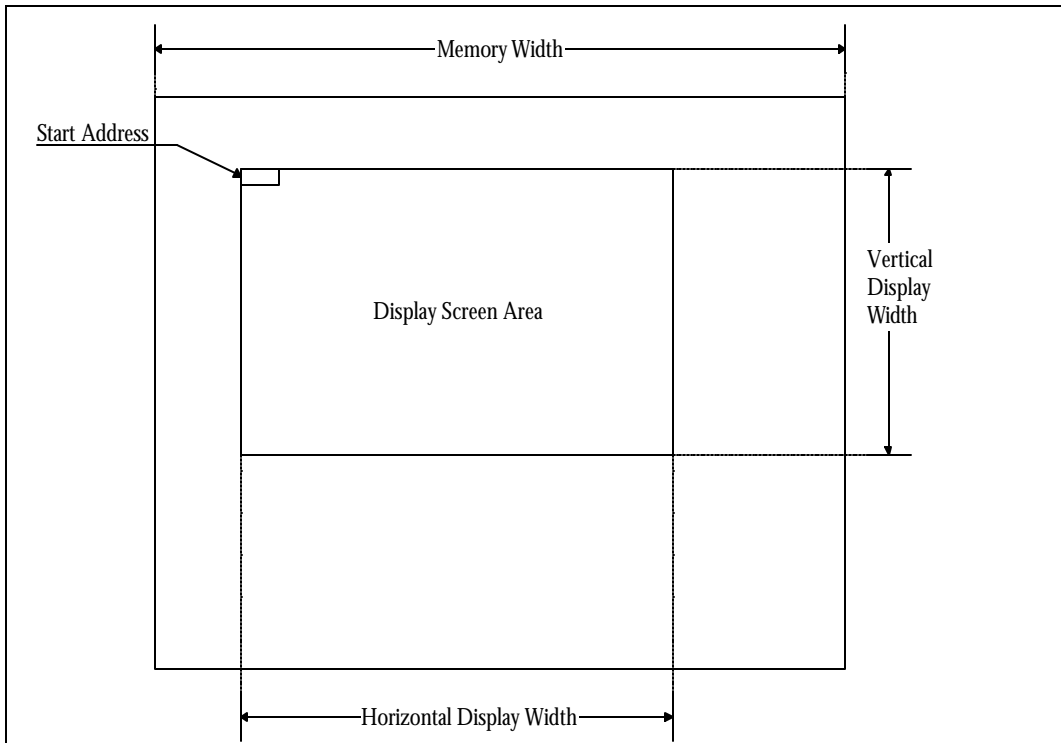 Memory Width
Start Address
Vertical
Display
Width
Display Screen Area
Horizontal Display Width